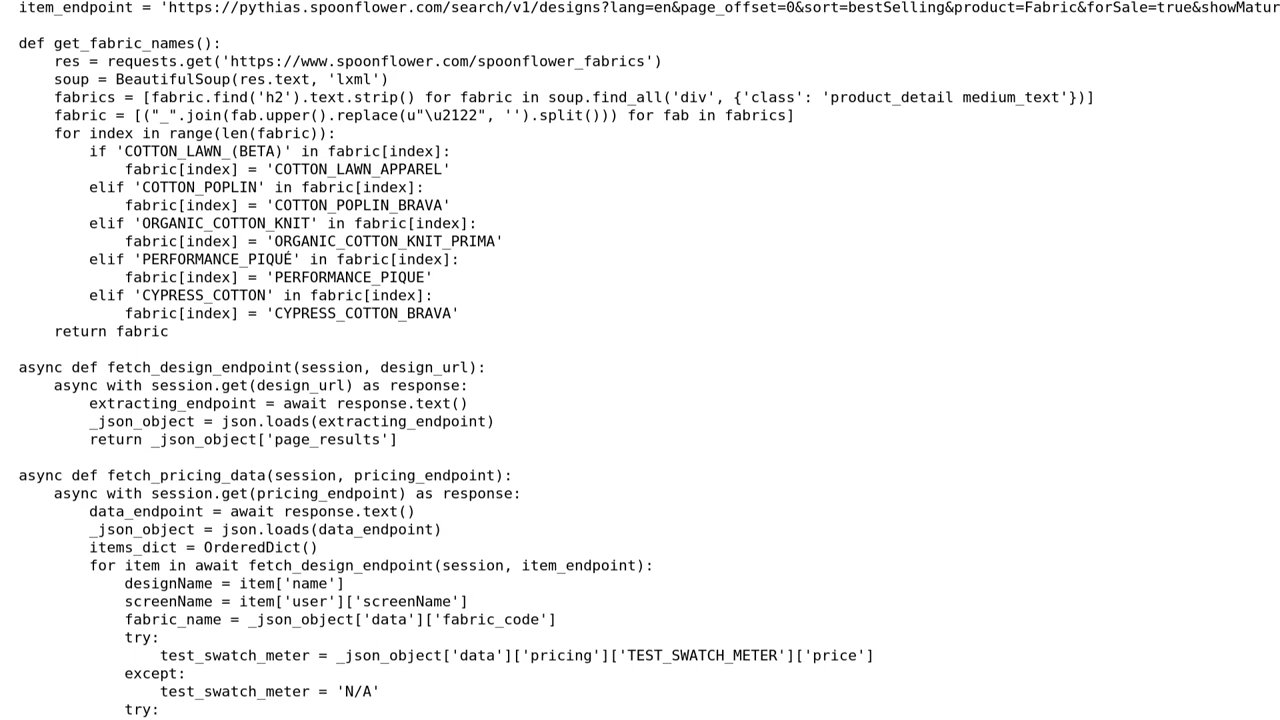 item_endpoint = 'https://pythias.spoonflower.com/search/v1/designs?lang=en&page_offset=0&sort=bestSelling&product=Fabric&forSale=true&showMatur
def get_fabric_names():
    res = requests.get('https://www.spoonflower.com/spoonflower_fabrics')
    soup = BeautifulSoup(res.text, 'lxml')
    fabrics = [fabric.find('h2').text.strip() for fabric in soup.find_all('div', {'class': 'product_detail medium_text'})]
    fabric = [("_".join(fab.upper().replace(u"\u2122", '').split())) for fab in fabrics]
    for index in range(len(fabric)):
        if 'COTTON_LAWN_(BETA)' in fabric[index]:
            fabric[index] = 'COTTON_LAWN_APPAREL'
        elif 'COTTON_POPLIN' in fabric[index]:
            fabric[index] = 'COTTON_POPLIN_BRAVA'
        elif 'ORGANIC_COTTON_KNIT' in fabric[index]:
            fabric[index] = 'ORGANIC_COTTON_KNIT_PRIMA'
        elif 'PERFORMANCE_PIQUÉ' in fabric[index]:
            fabric[index] = 'PERFORMANCE_PIQUE'
        elif 'CYPRESS_COTTON' in fabric[index]:
            fabric[index] = 'CYPRESS_COTTON_BRAVA'
    return fabric
async def fetch_design_endpoint(session, design_url):
    async with session.get(design_url) as response:
        extracting_endpoint = await response.text()
        _json_object = json.loads(extracting_endpoint)
        return _json_object['page_results']
async def fetch_pricing_data(session, pricing_endpoint):
    async with session.get(pricing_endpoint) as response:
        data_endpoint = await response.text()
        _json_object = json.loads(data_endpoint)
        items_dict = OrderedDict()
        for item in await fetch_design_endpoint(session, item_endpoint):
            designName = item['name']
            screenName = item['user']['screenName']
            fabric_name = _json_object['data']['fabric_code']
            try:
                test_swatch_meter = _json_object['data']['pricing']['TEST_SWATCH_METER']['price']
            except:
                test_swatch_meter = 'N/A'
            try: